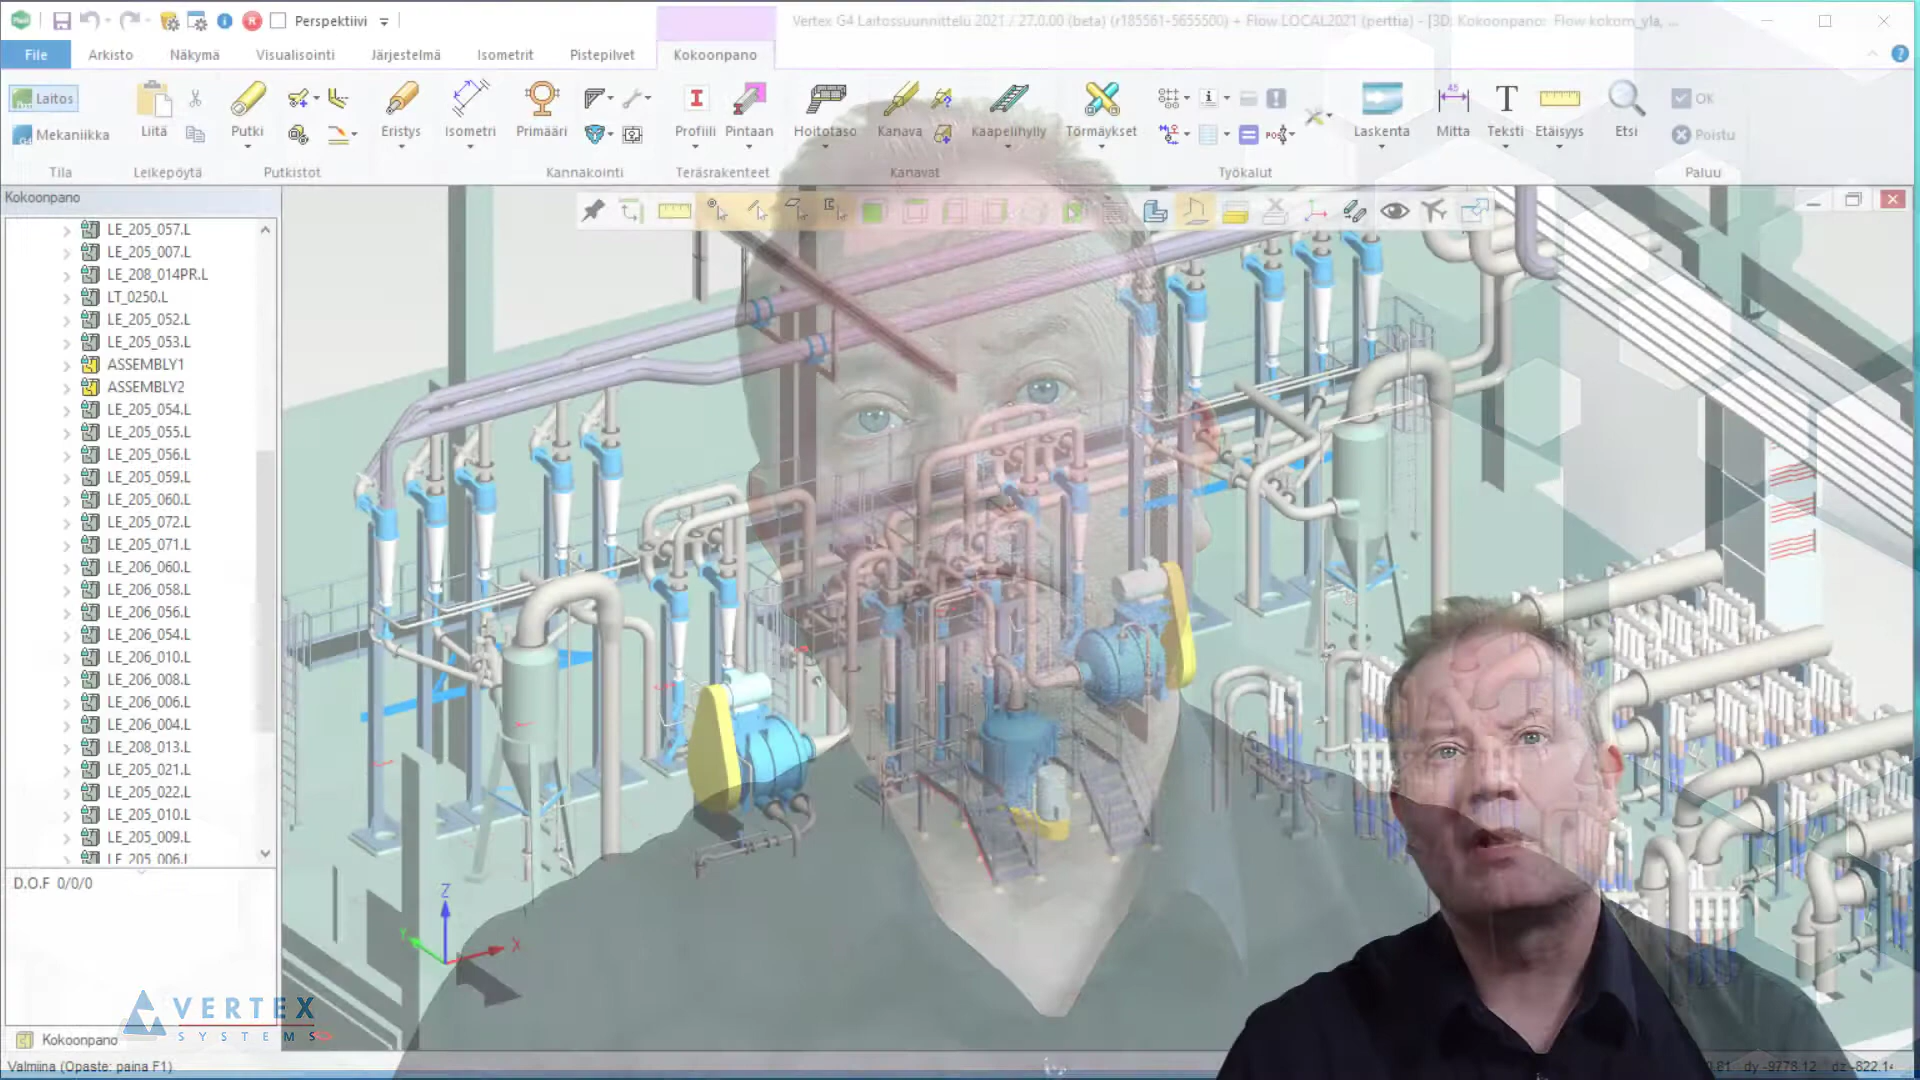 Perspektiivi
Vertex G4 Laitossuunnittelu 2021 / 27.0.00 (beta) (r185561-5655500) + Flow LOCAL2021 (perttia) - [3D: Kokoonpano: Flow kokom_yla, ...
File Arkisto Näkymä Visualisointi Järjestelmä Isometrit Pistepilvet Kokoonpano
Laitos
Mekaniikka
Liitä Putki Eristys Isometri Primääri Profiili Pintaan Hoitotaso Kanava Kaapelihylly Törmäykset Laskenta Mitta Teksti Etäisyys Etsi
OK
Poistu
Tila Leikepöytä Putkistot Kannakointi Teräsrakenteet Kanavat Työkalut Paluu
Kokoonpano
LE_205_057.L
LE_205_007.L
LE_208_014PR.L
LT_0250.L
LE_205_052.L
LE_205_053.L
ASSEMBLY1
ASSEMBLY2
LE_205_054.L
LE_205_055.L
LE_205_056.L
LE_205_059.L
LE_205_060.L
LE_205_072.L
LE_205_071.L
LE_206_060.L
LE_206_058.L
LE_206_056.L
LE_206_054.L
LE_206_010.L
LE_206_008.L
LE_206_006.L
LE_206_004.L
LE_208_013.L
LE_205_021.L
LE_205_022.L
LE_205_010.L
LE_205_009.L
LE_205_006.L
D.O.F 0/0/0
Z
Y
X
VERTEX
SYSTEMS
Kokoonpano
Valmiina (Opaste: paina F1)
dy -9778.12